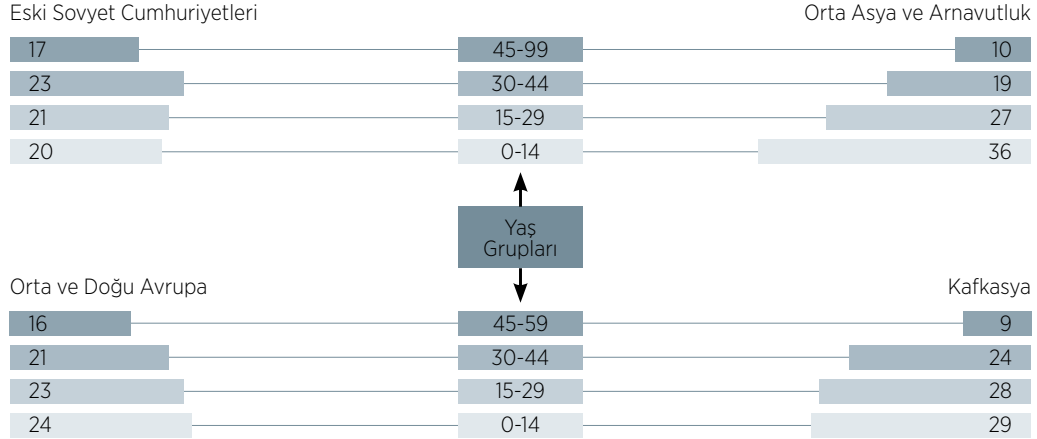 Eski Sovyet Cumhuriyetleri Orta Asya ve Arnavutluk
17 45-99 10
23 30-44 19
21 15-29 27
20 0-14 36
Yaş
Grupları
Orta ve Doğu Avrupa Kafkasya
16 45-59 9
21 30-44 24
23 15-29 28
24 0-14 29